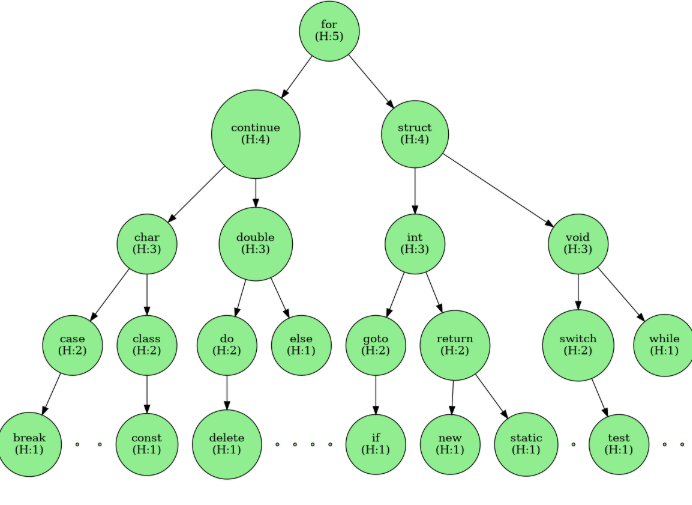 for
(H:5)
continue
(H:4)
struct
(H:4)
char
(H:3)
double
(H:3)
int
(H:3)
void
(H:3)
case
(H:2)
class
(H:2)
do
(H:2)
else
(H:1)
goto
(H:2)
return
(H:2)
switch
(H:2)
while
(H:1)
break
(H:1)
const
(H:1)
delete
(H:1)
if
(H:1)
new
(H:1)
static
(H:1)
test
(H:1)